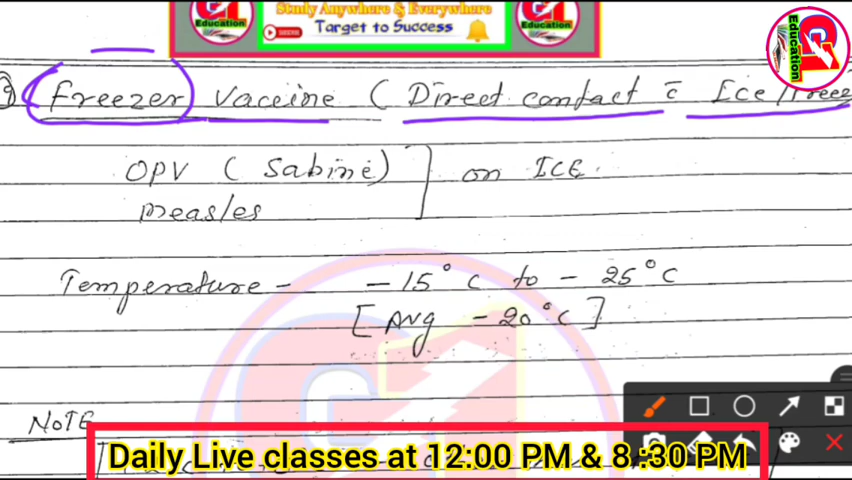 Study Anywhere & Everywhere
Education
Target to Success
Education
SUBSCRIBE
Education
Freezer Vaccine ( Direct contact c̄ Ice /
OPV ( Sabine) on ICE.
measles
Temperature - -15°C to -25°C
[ Avg -20°C ]
NOTE
Daily Live classes at 12:00 PM & 8 :30 PM